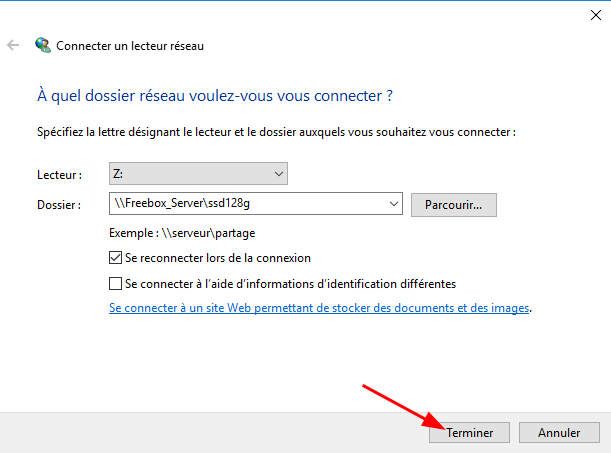 Connecter un lecteur réseau
À quel dossier réseau voulez-vous vous connecter ?
Spécifiez la lettre désignant le lecteur et le dossier auxquels vous souhaitez vous connecter :
Lecteur : Z:
Dossier : \\Freebox_Server\ssd128g Parcourir...
Exemple : \\serveur\partage
Se reconnecter lors de la connexion
Se connecter à l'aide d'informations d'identification différentes
Se connecter à un site Web permettant de stocker des documents et des images.
Terminer Annuler